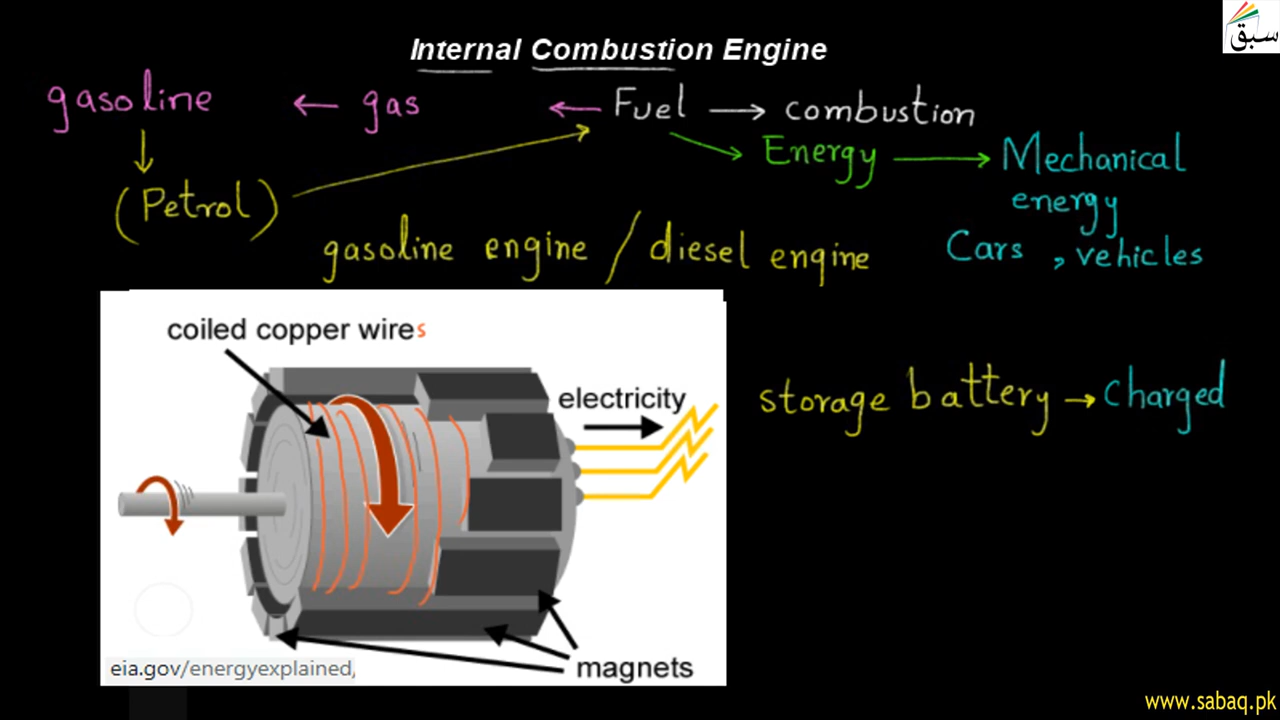 سبق
Internal Combustion Engine
gasoline ← gas ← Fuel → combustion
Energy → Mechanical
energy
(Petrol)
gasoline engine / diesel engine
Cars, vehicles
coiled copper wires
electricity
storage battery → Charged
magnets
eia.gov/energyexplained,
www.sabaq.pk